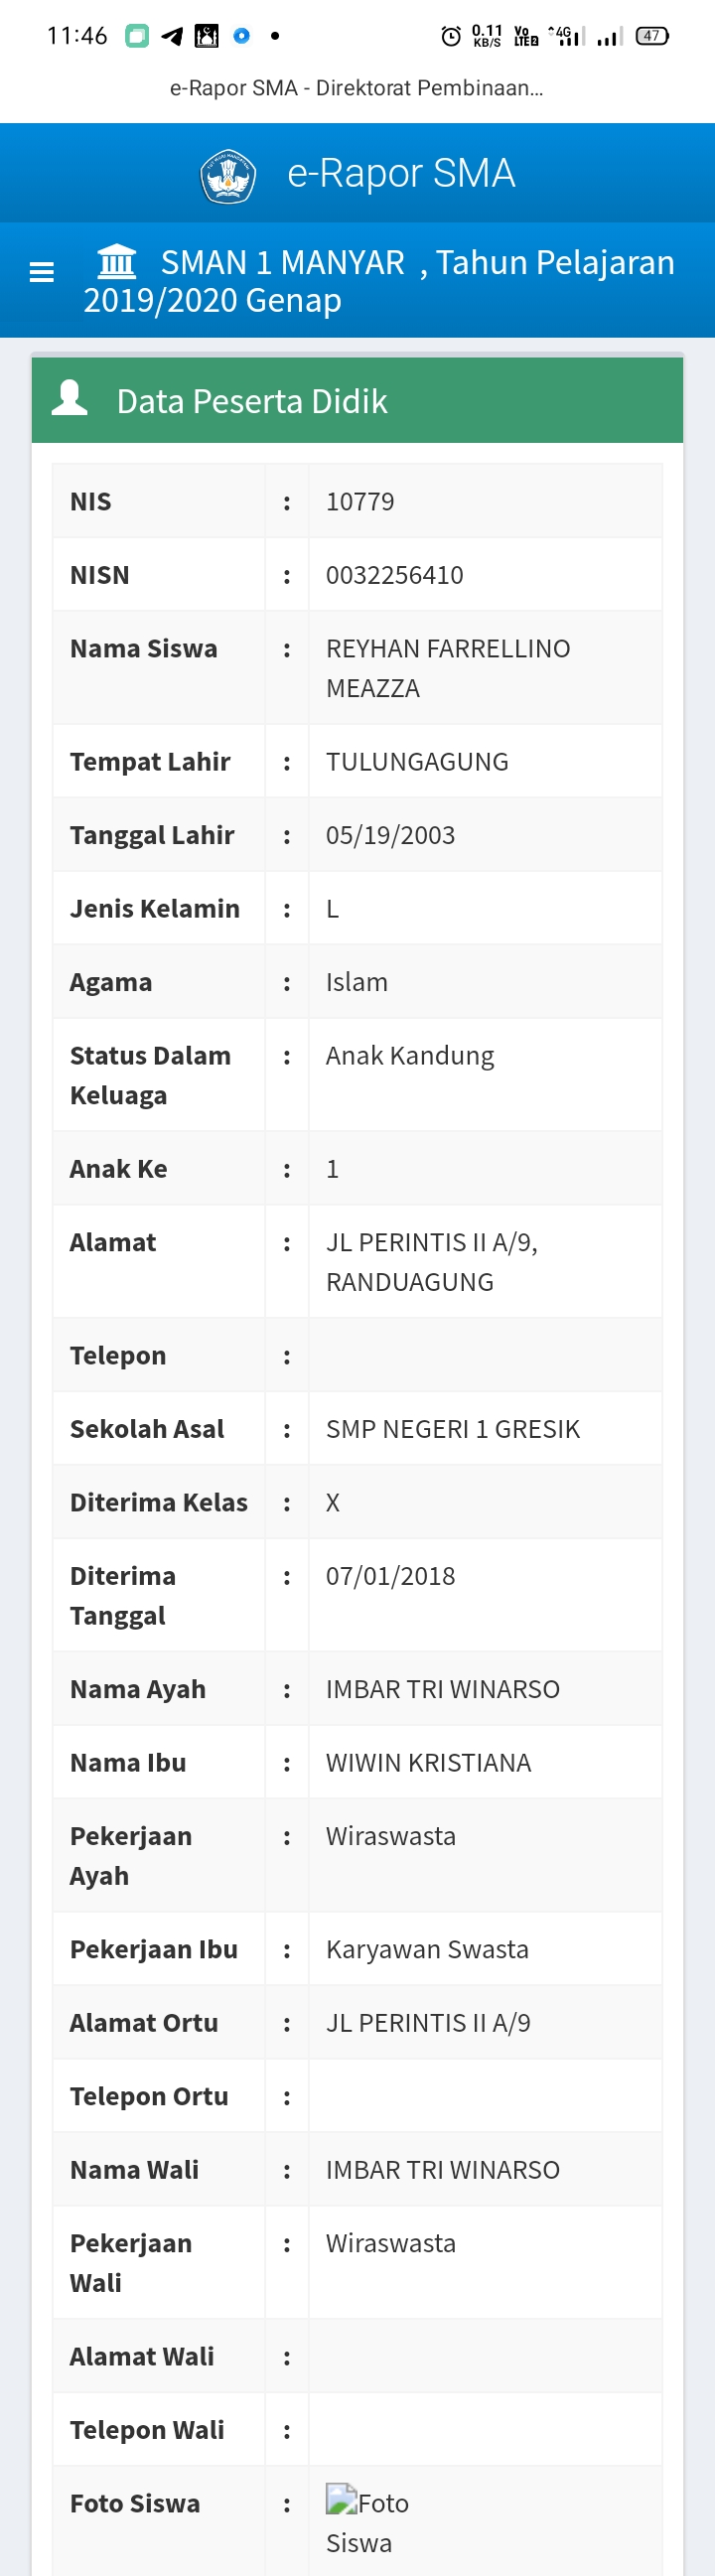 11:46 0.11 KB/S Vo LTE2 4G 47
e-Rapor SMA - Direktorat Pembinaan...
e-Rapor SMA
SMAN 1 MANYAR , Tahun Pelajaran
2019/2020 Genap
Data Peserta Didik
NIS : 10779
NISN : 0032256410
Nama Siswa : REYHAN FARRELLINO
MEAZZA
Tempat Lahir : TULUNGAGUNG
Tanggal Lahir : 05/19/2003
Jenis Kelamin : L
Agama : Islam
Status Dalam : Anak Kandung
Keluaga
Anak Ke : 1
Alamat : JL PERINTIS II A/9,
RANDUAGUNG
Telepon :
Sekolah Asal : SMP NEGERI 1 GRESIK
Diterima Kelas : X
Diterima : 07/01/2018
Tanggal
Nama Ayah : IMBAR TRI WINARSO
Nama Ibu : WIWIN KRISTIANA
Pekerjaan : Wiraswasta
Ayah
Pekerjaan Ibu : Karyawan Swasta
Alamat Ortu : JL PERINTIS II A/9
Telepon Ortu :
Nama Wali : IMBAR TRI WINARSO
Pekerjaan : Wiraswasta
Wali
Alamat Wali :
Telepon Wali :
Foto Siswa : Foto
Siswa